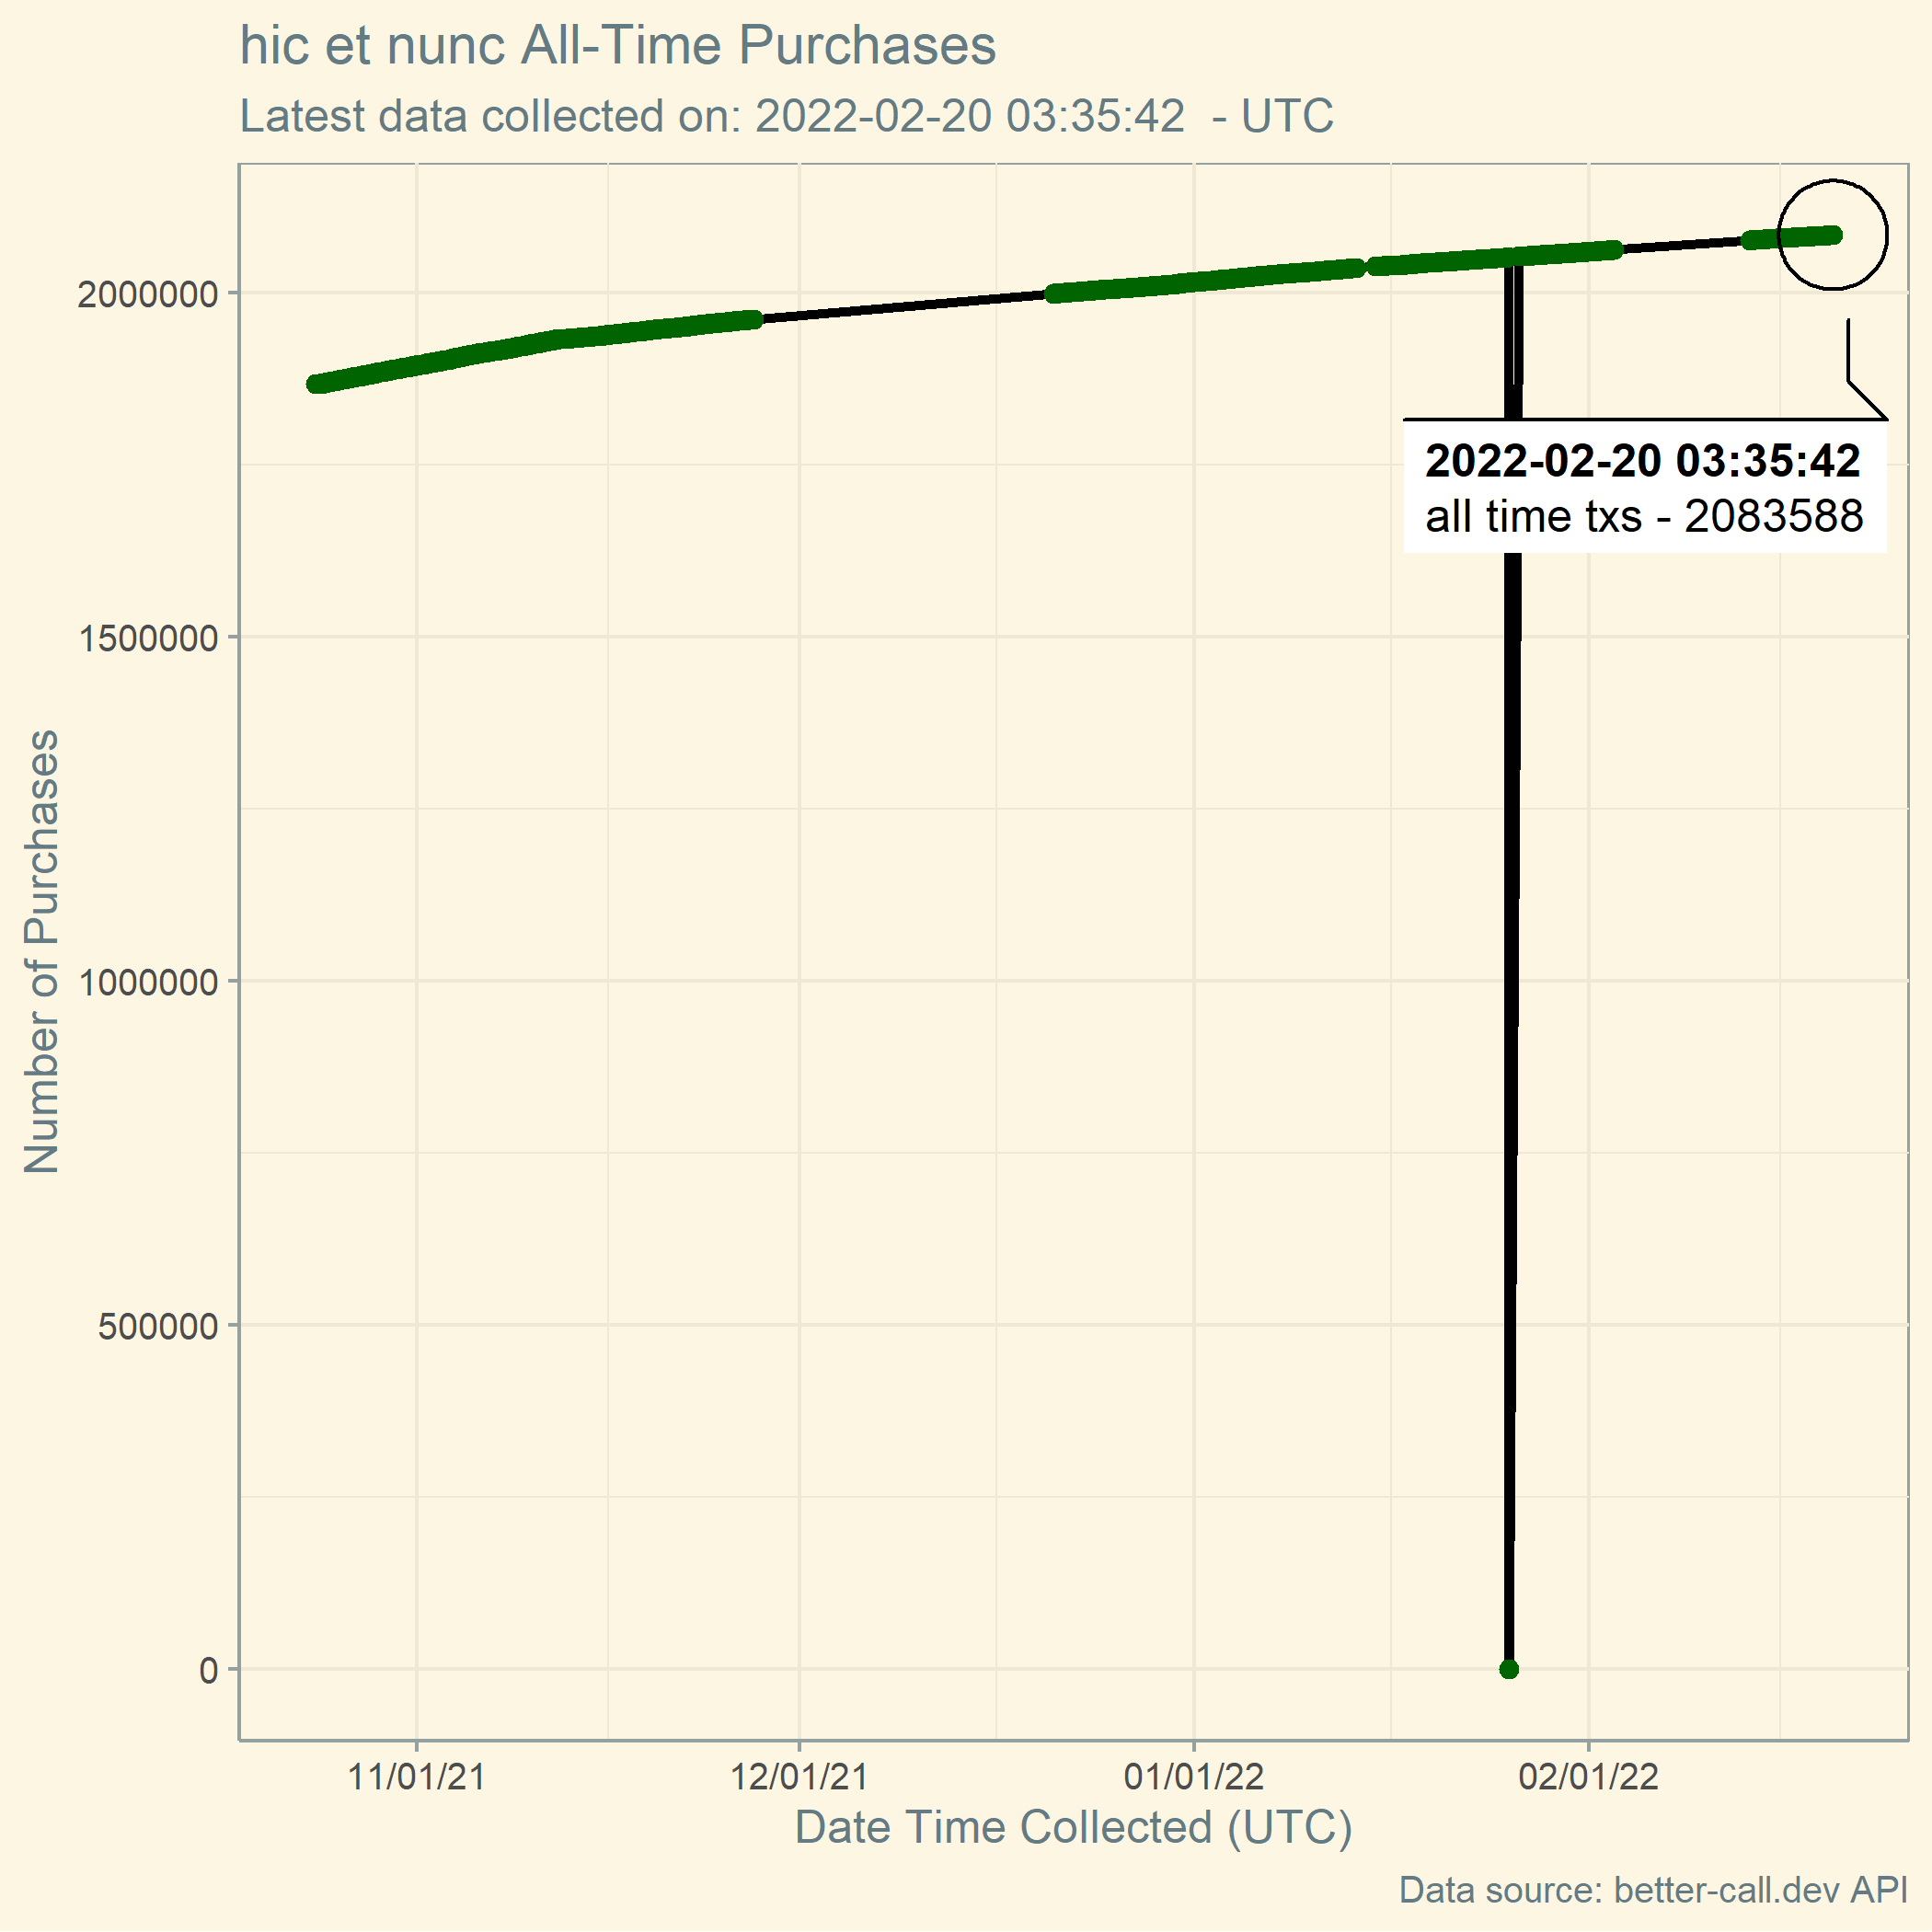 hic et nunc All-Time Purchases
Latest data collected on: 2022-02-20 03:35:42  - UTC
2000000
2022-02-20 03:35:42
all time txs - 2083588
1500000
Number of Purchases
1000000
500000
0
11/01/21 12/01/21 01/01/22 02/01/22
Date Time Collected (UTC)
Data source: better-call.dev API